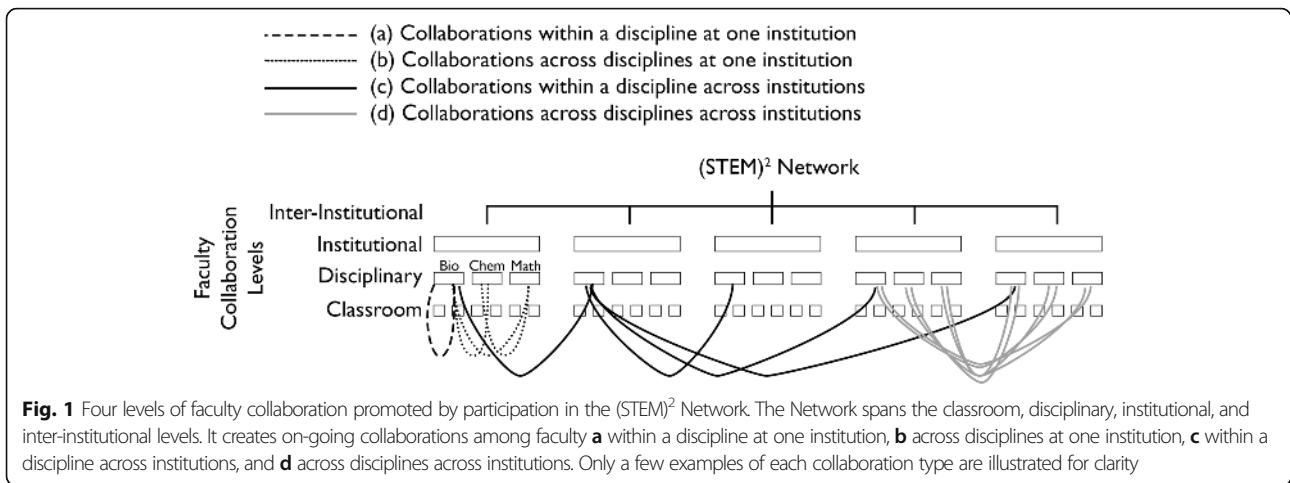 (a) Collaborations within a discipline at one institution
(b) Collaborations across disciplines at one institution
(c) Collaborations within a discipline across institutions
(d) Collaborations across disciplines across institutions
(STEM)² Network
Faculty Collaboration Levels
Inter-Institutional
Institutional
Disciplinary
Bio Chem Math
Classroom
Fig. 1 Four levels of faculty collaboration promoted by participation in the (STEM)² Network. The Network spans the classroom, disciplinary, institutional, and
inter-institutional levels. It creates on-going collaborations among faculty a within a discipline at one institution, b across disciplines at one institution, c within a
discipline across institutions, and d across disciplines across institutions. Only a few examples of each collaboration type are illustrated for clarity